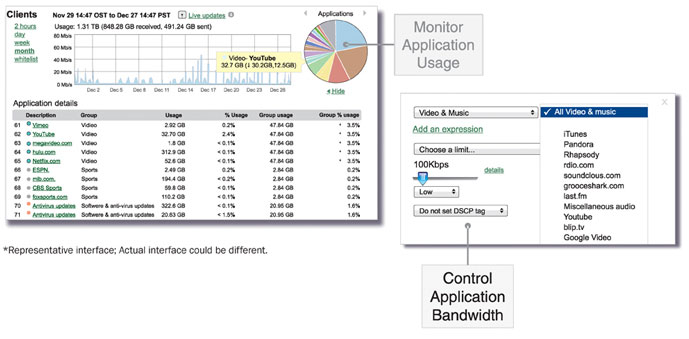 Clients
Nov 29 14:47 OST to Dec 27 14:47 PST
Live updates
Usage: 1.31 TB (848.28 GB received, 491.24 GB sent)
2 hours
day
week
month
whitelist
80 Mb/s
60 Mb/s
40 Mb/s
20 Mb/s
0 Mb/s
Dec 2
Dec 5
Dec 8
Dec 11
Dec 15
Dec 18
Dec 21
Dec 26
Applications
Video- YouTube
32.7 GB (↓ 30.2GB,↑2.5GB)
Hide
Application details
Description Group Usage % Usage Group usage Group % usage
61 Vimeo Video 2.92 GB 0.2% 47.84 GB 3.5%
62 YouTube Video 32.70 GB 2.4% 47.84 GB 3.5%
63 megavideo.com Video 1.8 GB < 0.1% 47.84 GB 3.5%
64 hulu.com Video 312.9 GB < 0.1% 47.84 GB 3.5%
65 Netflix.com Video 52.6 GB < 0.1% 47.84 GB 3.5%
66 ESPN. Sports 2.49 GB 0.2% 2.84 GB 0.2%
67 mlb.com. Sports 194.4 GB < 0.1% 2.84 GB 0.2%
68 CBS Sports Sports 59.8 GB < 0.1% 2.84 GB 0.2%
69 foxsports.com Sports 110.2 GB < 0.1% 2.84 GB 0.2%
70 Antivirus updates Software & anti-virus updates 322.6 GB < 0.1% 20.95 GB 1.6%
71 Antivirus updates Software & anti-virus updates 20.63 GB < 1.5% 20.95 GB 1.6%
Monitor
Application
Usage
*Representative interface; Actual interface could be different.
x
Video & Music
Add an expression
Choose a limit...
100Kbps
details
Low
Do not set DSCP tag
✓ All Video & music
iTunes
Pandora
Rhapsody
rdio.com
soundclous.com
grooceshark.com
last.fm
Miscellaneous audio
Youtube
blip.tv
Google Video
Control
Application
Bandwidth